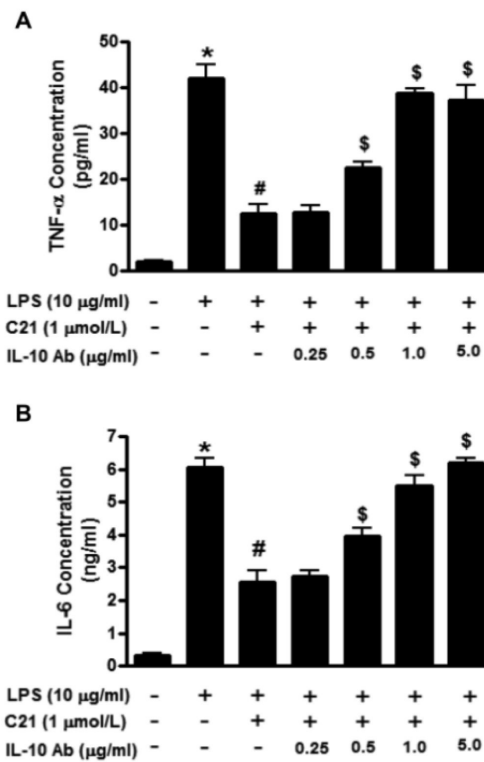 A
TNF-α Concentration
(pg/ml)
50
40
30
20
10
0
*
#
$
$
$
LPS (10 μg/ml) - + + + + + +
C21 (1 μmol/L) - - + + + + +
IL-10 Ab (μg/ml) - - - 0.25 0.5 1.0 5.0
B
IL-6 Concentration
(ng/ml)
7
6
5
4
3
2
1
0
*
#
$
$
$
LPS (10 μg/ml) - + + + + + +
C21 (1 μmol/L) - - + + + + +
IL-10 Ab (μg/ml) - - - 0.25 0.5 1.0 5.0